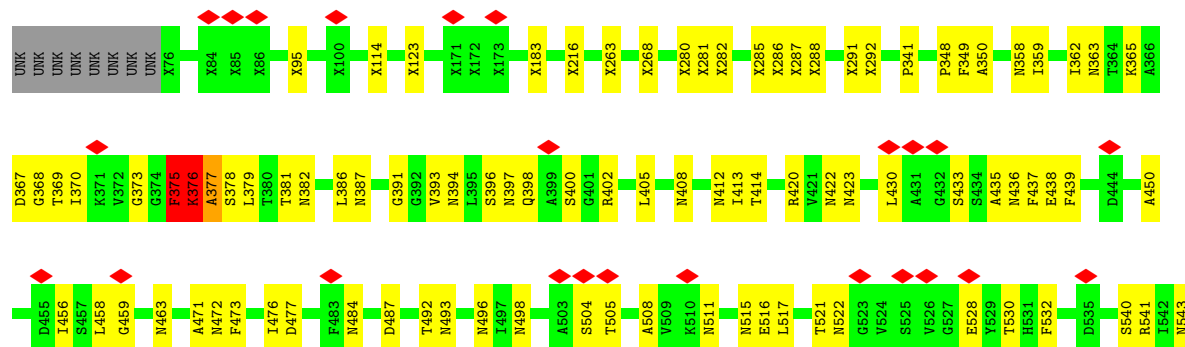 UNK UNK UNK UNK UNK UNK UNK UNK X76 X84 X85 X86 X95 X100 X114 X123 X171 X172 X173 X183 X216 X263 X268 X280 X281 X282 X285 X286 X287 X288 X291 X292 P341 P348 F349 A350 N358 I359 I362 N363 T364 K365 A366
D367 G368 T369 I370 K371 V372 G373 G374 F375 K376 A377 S378 L379 T380 T381 N382 L386 N387 G391 G392 V393 N394 L395 S396 N397 Q398 A399 S400 G401 R402 L405 N408 N412 I413 T414 R420 V421 N422 N423 L430 A431 G432 S433 S434 A435 N436 F437 E438 F439 D444 A450
D455 I456 S457 L458 G459 N463 A471 N472 F473 I476 D477 F483 N484 D487 T492 N493 N496 I497 N498 A503 S504 T505 A508 V509 K510 N511 N515 E516 L517 T521 N522 G523 V524 S525 V526 G527 E528 Y529 T530 H531 F532 D535 S540 R541 I542 N543